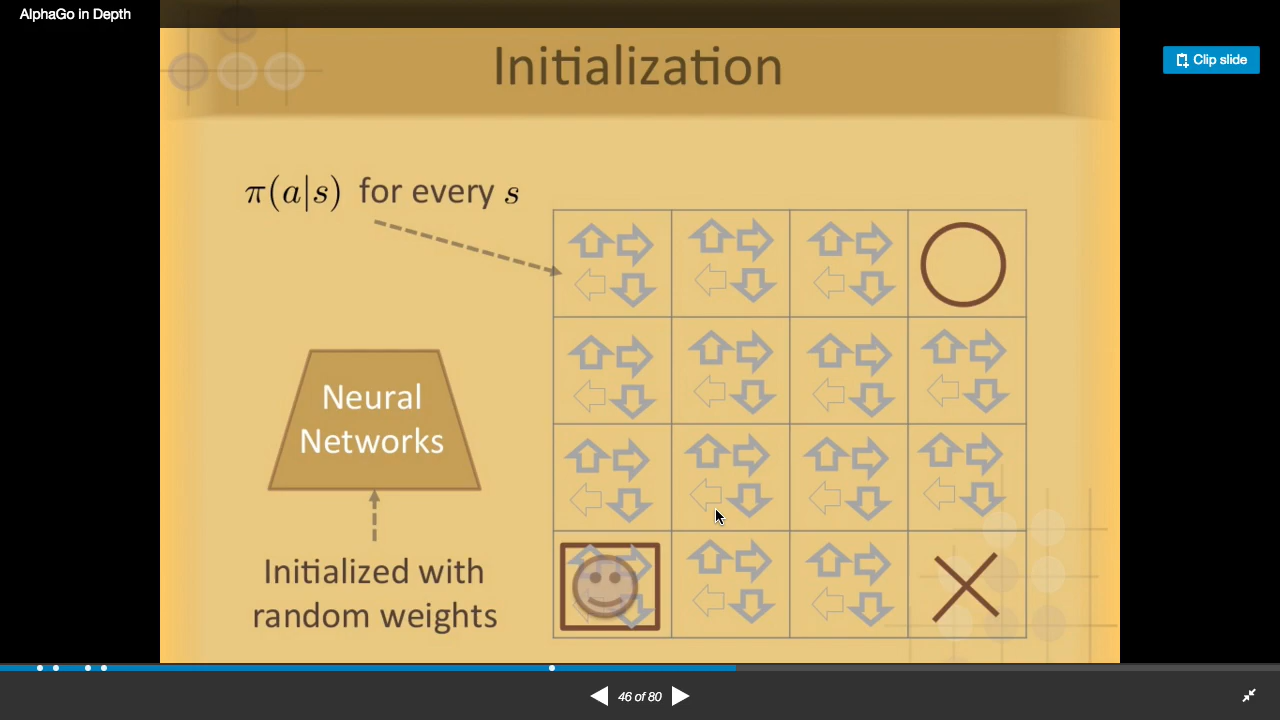 AlphaGo in Depth
Clip slide
Initialization
π(a|s) for every s
Neural
Networks
Initialized with
random weights
46 of 80